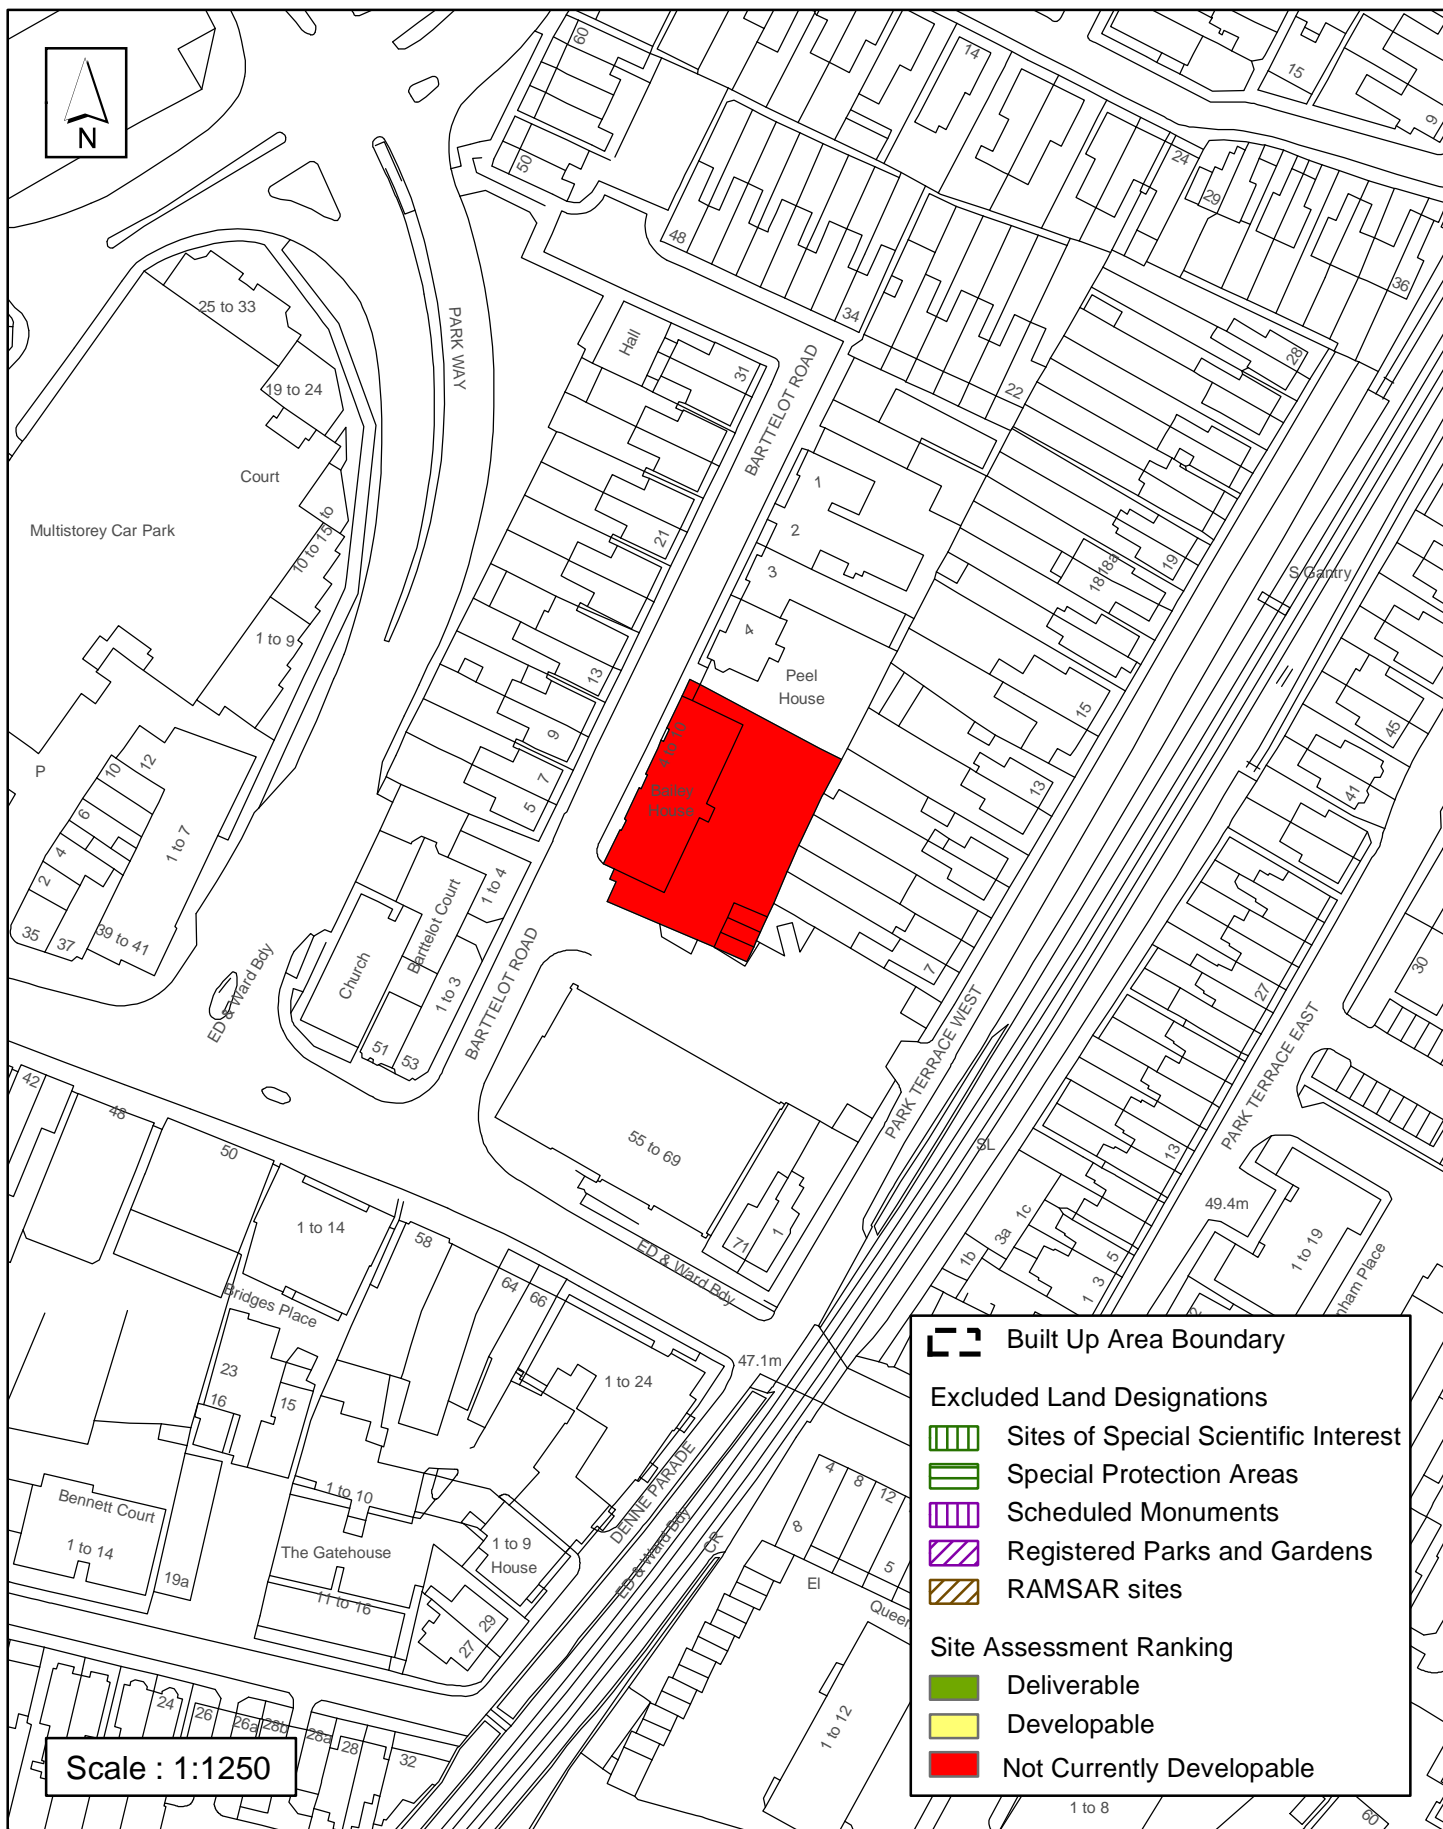 60
14
15
9
N
50
24
29
48
36
25 to 33
PARK WAY
34
Hall
BARTTELOT ROAD
31
28
19 to 24
22
Court
1
Multistorey Car Park
10 to 15
to
21
2
3
18
18a
19
S Gantry
1 to 9
4
13
Peel
House
15
45
4 to 10
9
12
10
P
7
5
Bailey
House
13
41
6
4
2
1 to 7
1 to 4
Barttelot Court
35
37
39 to 41
ED & Ward Bdy
Church
1 to 3
BARTTELOT ROAD
7
30
27
PARK TERRACE WEST
PARK TERRACE EAST
51
53
42
48
50
55 to 69
SL
13
49.4m
1 to 14
58
71
1
ED & Ward Bdy
3a
1c
1b
5
3
1
1 to 19
nham Place
Bridges Place
64
66
47.1m
23
16
15
1 to 24
Built Up Area Boundary
Excluded Land Designations
Sites of Special Scientific Interest
Special Protection Areas
Scheduled Monuments
Registered Parks and Gardens
RAMSAR sites
Site Assessment Ranking
Deliverable
Developable
Not Currently Developable
4
8
12
8
5
El
Queen
Bennett Court
1 to 14
19a
1 to 10
The Gatehouse
11 to 16
1 to 9
House
DENNE PARADE
ED & Ward Bdy
CR
27
29
24
26
26a
28b
28a
28
32
1 to 12
1 to 8
60
Scale : 1:1250